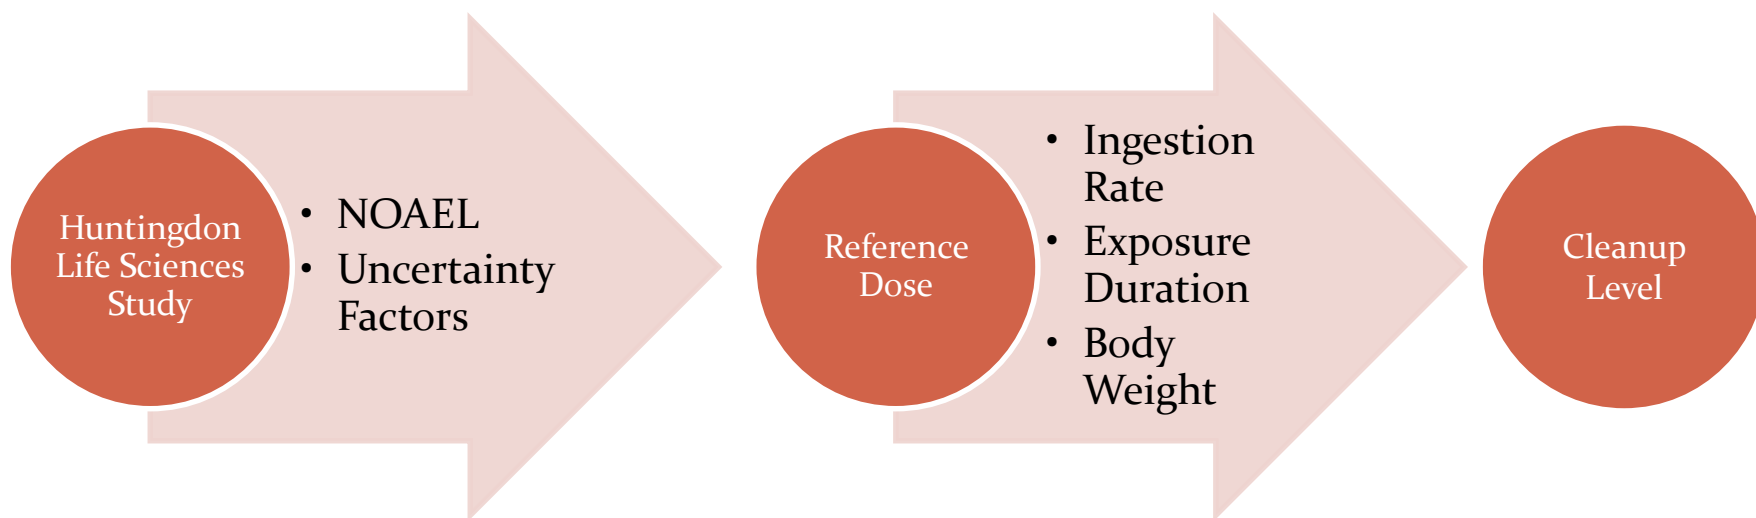 Huntingdon
Life Sciences
Study
• NOAEL
• Uncertainty
Factors
Reference
Dose
• Ingestion
Rate
• Exposure
Duration
• Body
Weight
Cleanup
Level